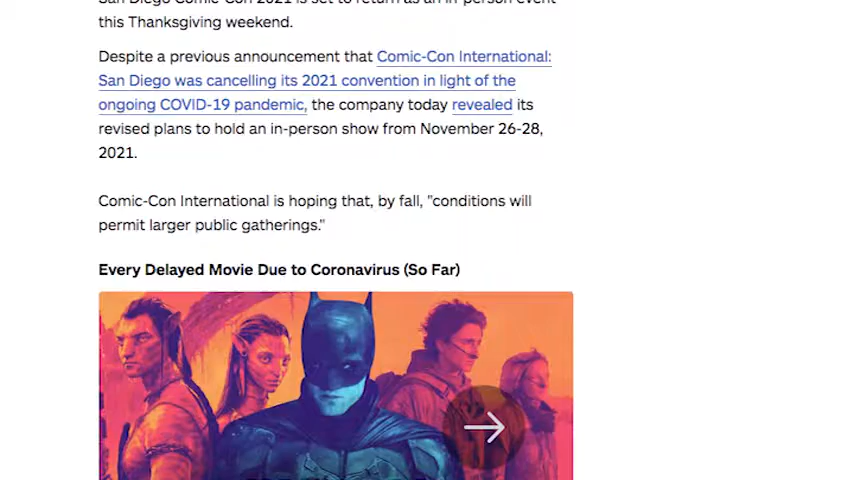 San Diego Comic-Con 2021 is set to return as an in-person event
this Thanksgiving weekend.
Despite a previous announcement that Comic-Con International:
San Diego was cancelling its 2021 convention in light of the
ongoing COVID-19 pandemic, the company today revealed its
revised plans to hold an in-person show from November 26-28,
2021.
Comic-Con International is hoping that, by fall, "conditions will
permit larger public gatherings."
Every Delayed Movie Due to Coronavirus (So Far)